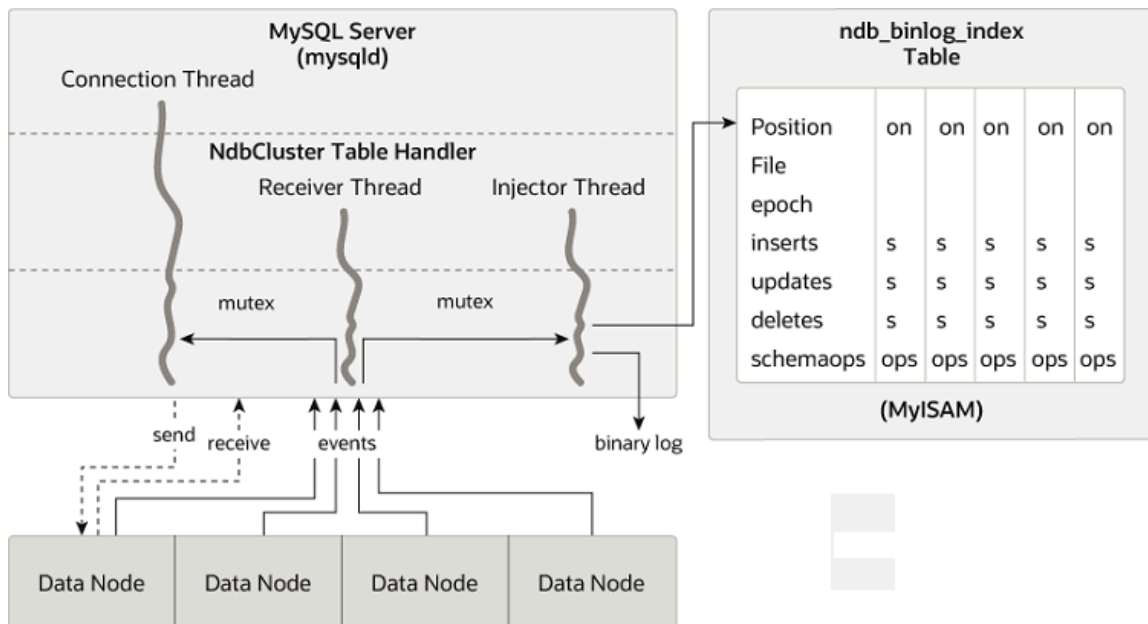 MySQL Server
(mysqld)
Connection Thread
NdbCluster Table Handler
Receiver Thread
Injector Thread
mutex
mutex
send
receive
events
binary log
Data Node
Data Node
Data Node
Data Node
ndb_binlog_index
Table
Position on on on on on
File
epoch
inserts s s s s s
updates s s s s s
deletes s s s s s
schemaops ops ops ops ops ops
(MyISAM)